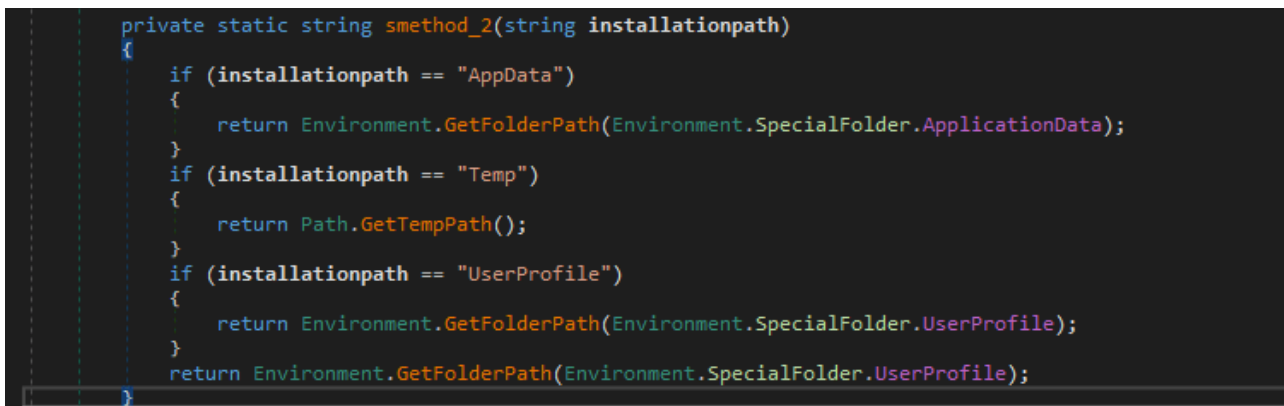 private static string smethod_2(string installationpath)
{
if (installationpath == "AppData")
{
return Environment.GetFolderPath(Environment.SpecialFolder.ApplicationData);
}
if (installationpath == "Temp")
{
return Path.GetTempPath();
}
if (installationpath == "UserProfile")
{
return Environment.GetFolderPath(Environment.SpecialFolder.UserProfile);
}
return Environment.GetFolderPath(Environment.SpecialFolder.UserProfile);
}